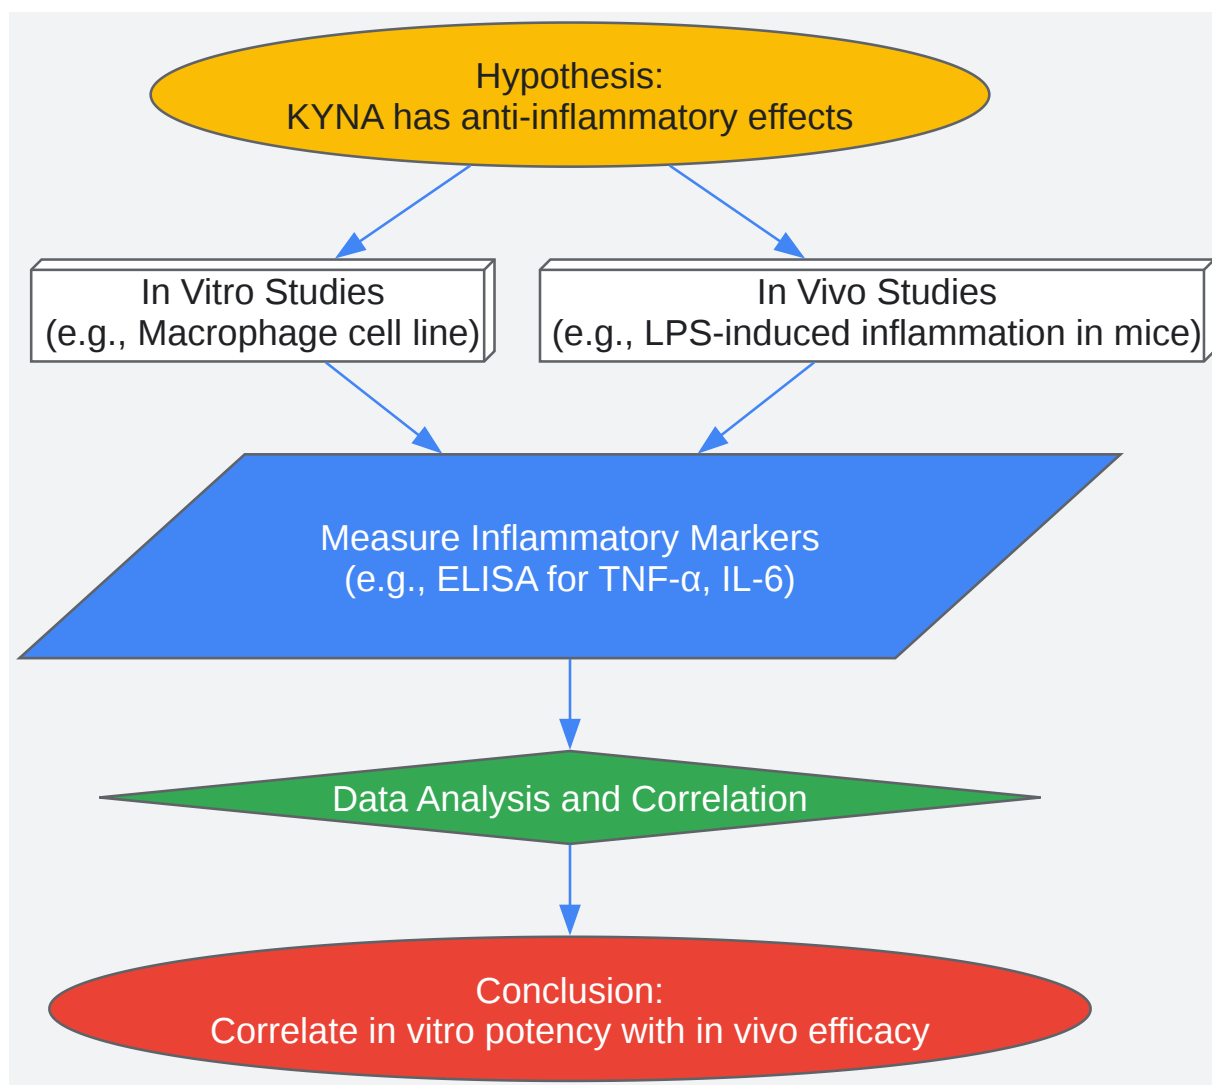 Hypothesis:
KYNA has anti-inflammatory effects
In Vitro Studies
(e.g., Macrophage cell line)
In Vivo Studies
(e.g., LPS-induced inflammation in mice)
Measure Inflammatory Markers
(e.g., ELISA for TNF-α, IL-6)
Data Analysis and Correlation
Conclusion:
Correlate in vitro potency with in vivo efficacy